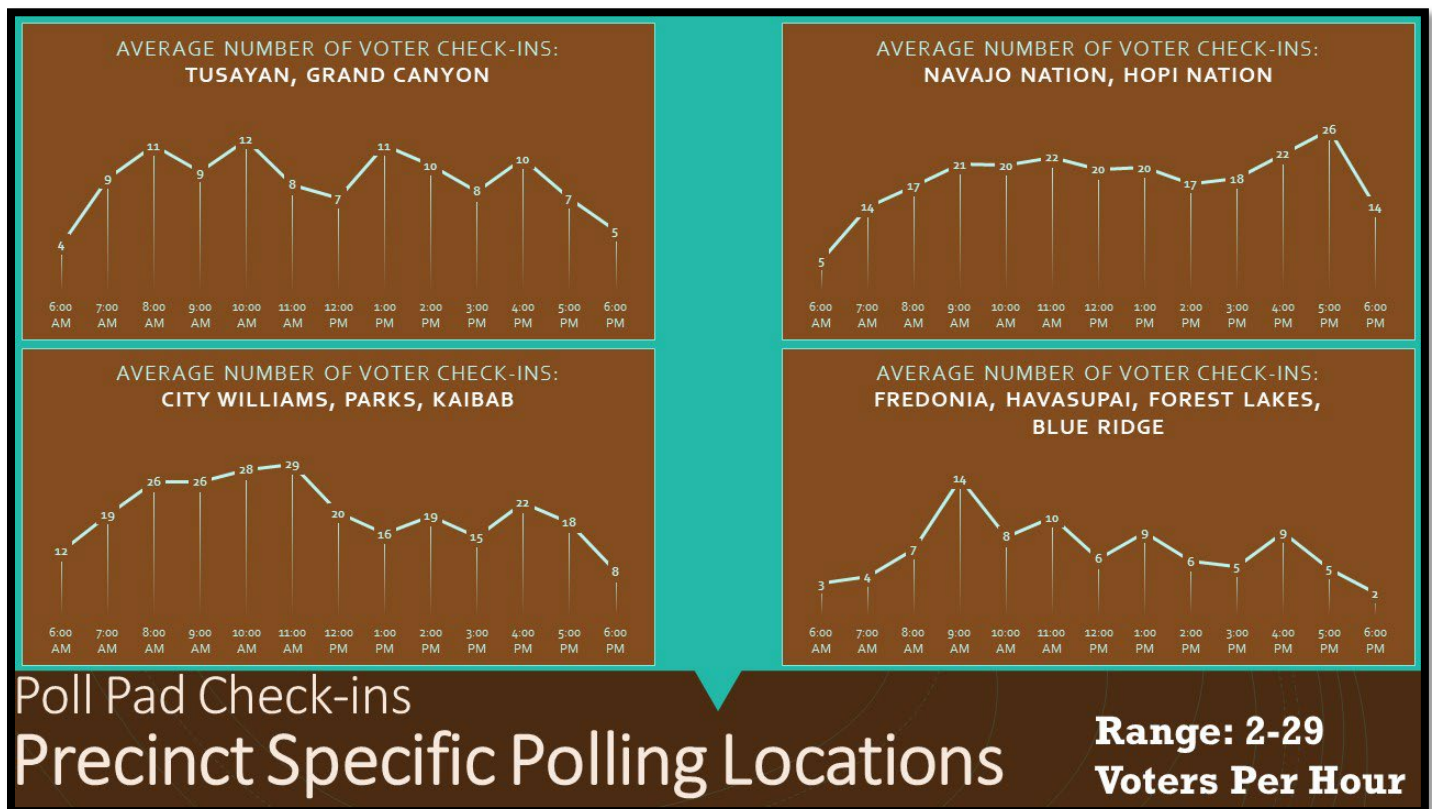 AVERAGE NUMBER OF VOTER CHECK-INS:
TUSAYAN, GRAND CANYON
4 9 11 9 12 8 7 11 10 8 10 7 5
6:00 AM 7:00 AM 8:00 AM 9:00 AM 10:00 AM 11:00 AM 12:00 PM 1:00 PM 2:00 PM 3:00 PM 4:00 PM 5:00 PM 6:00 PM
AVERAGE NUMBER OF VOTER CHECK-INS:
NAVAJO NATION, HOPI NATION
5 14 17 21 20 22 20 20 17 18 22 26 14
6:00 AM 7:00 AM 8:00 AM 9:00 AM 10:00 AM 11:00 AM 12:00 PM 1:00 PM 2:00 PM 3:00 PM 4:00 PM 5:00 PM 6:00 PM
AVERAGE NUMBER OF VOTER CHECK-INS:
CITY WILLIAMS, PARKS, KAIBAB
12 19 26 26 28 29 20 16 19 15 22 18 8
6:00 AM 7:00 AM 8:00 AM 9:00 AM 10:00 AM 11:00 AM 12:00 PM 1:00 PM 2:00 PM 3:00 PM 4:00 PM 5:00 PM 6:00 PM
AVERAGE NUMBER OF VOTER CHECK-INS:
FREDONIA, HAVASUPAI, FOREST LAKES,
BLUE RIDGE
3 4 7 14 8 10 6 9 6 5 9 5 2
6:00 AM 7:00 AM 8:00 AM 9:00 AM 10:00 AM 11:00 AM 12:00 PM 1:00 PM 2:00 PM 3:00 PM 4:00 PM 5:00 PM 6:00 PM
Poll Pad Check-ins
Precinct Specific Polling Locations
Range: 2-29
Voters Per Hour